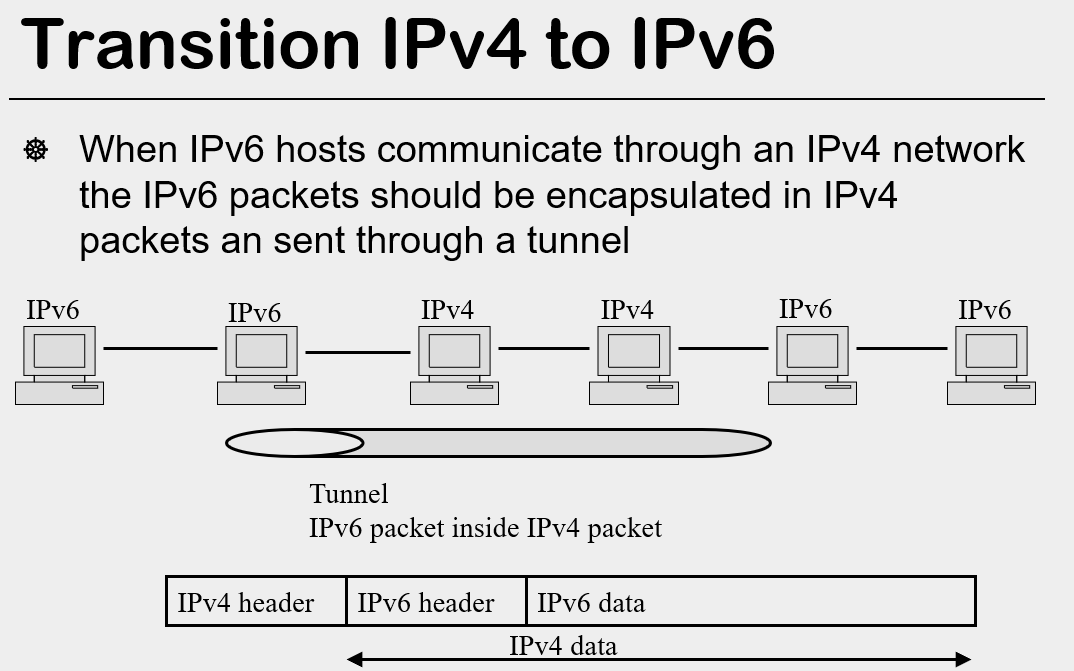 Transition IPv4 to IPv6
When IPv6 hosts communicate through an IPv4 network
the IPv6 packets should be encapsulated in IPv4
packets an sent through a tunnel
IPv6 IPv6 IPv4 IPv4 IPv6 IPv6
Tunnel
IPv6 packet inside IPv4 packet
IPv4 header IPv6 header IPv6 data
IPv4 data